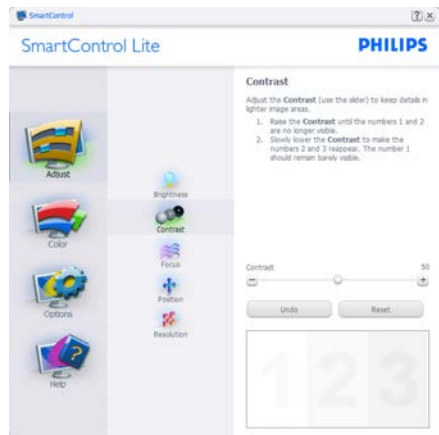 SmartControl
SmartControl Lite
PHILIPS
Adjust
Color
Options
Help
Brightness
Contrast
Focus
Position
Resolution
Contrast
Adjust the Contrast (use the slider) to keep details in
lighter image areas.
1. Raise the Contrast until the numbers 1 and 2
are no longer visible.
2. Slowly lower the Contrast to make the
numbers 2 and 3 reappear. The number 1
should remain barely visible.
Contrast 50
Undo Reset
1 2 3